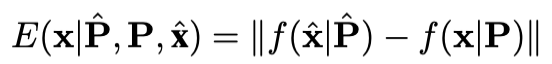 E(𝐱|𝐏̂, 𝐏, 𝐱̂) = ‖f(𝐱̂|𝐏̂) − f(𝐱|𝐏)‖